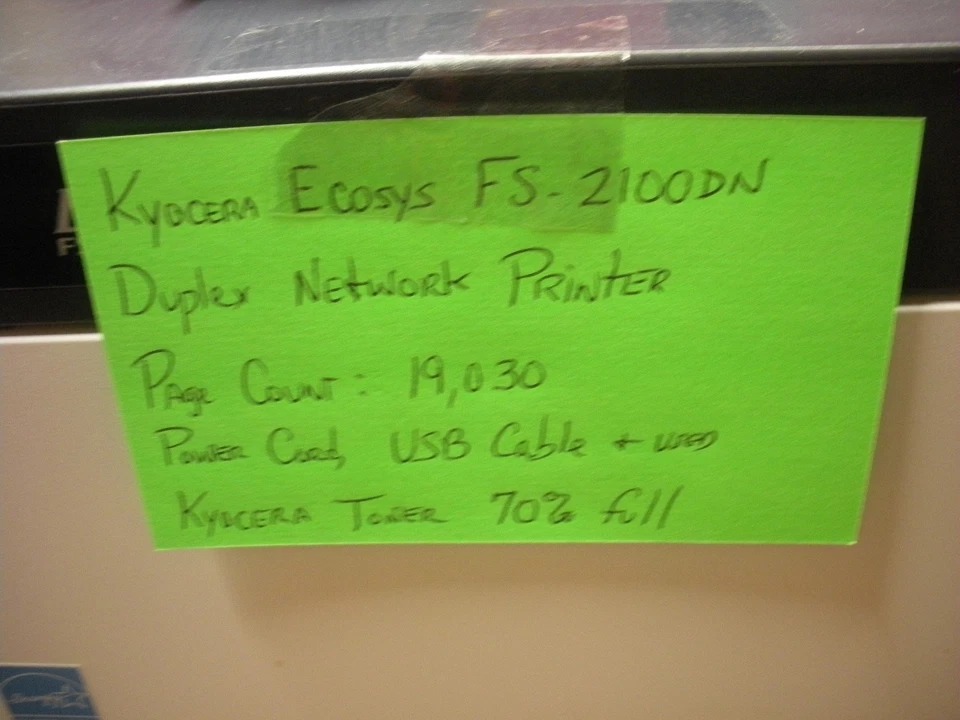 Kyocera Ecosys FS-2100DN
Duplex Network Printer
Page Count: 19,030
Power Cord, USB Cable + used
Kyocera Toner 70% full